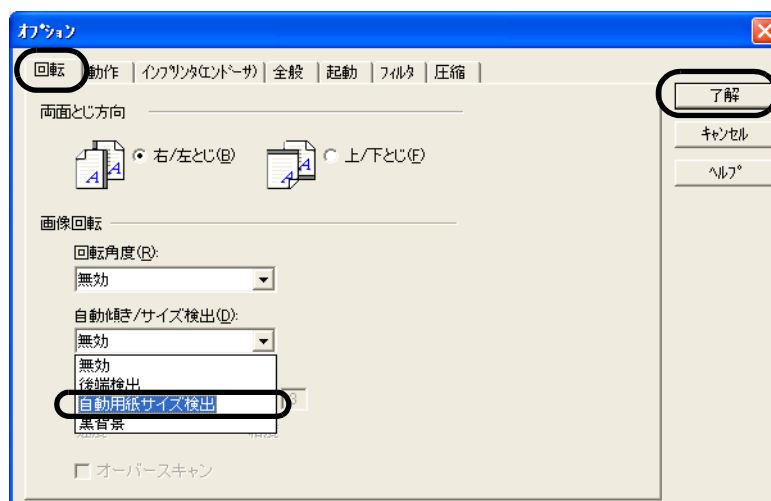 オプション
回転 動作 インプリンタ(エンドーサ) 全般 起動 フィルタ 圧縮
了解
キャンセル
ヘルプ
両面とじ方向
A A 右/左とじ(B) A A 上/下とじ(F)
画像回転
回転角度(R):
無効
自動傾き/サイズ検出(D):
無効
無効
後端検出
自動用紙サイズ検出
黒背景
オーバースキャン